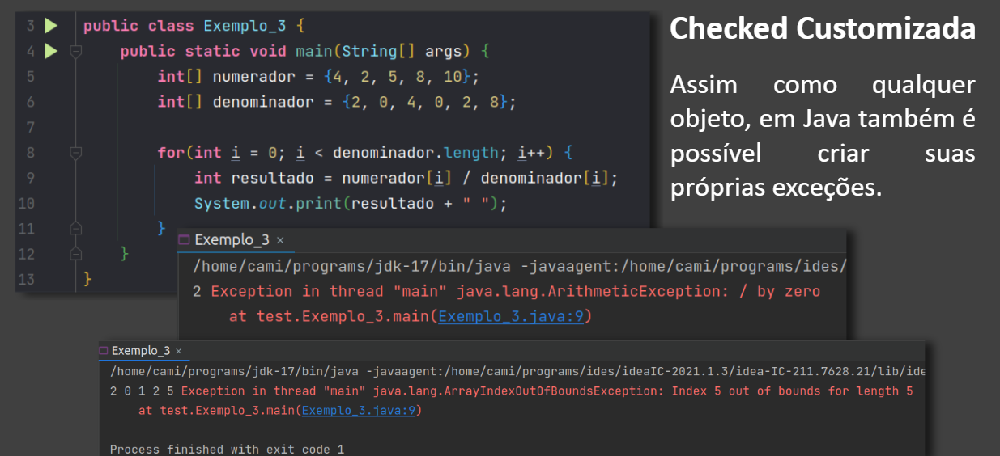 3 public class Exemplo_3 {
4 public static void main(String[] args) {
5 int[] numerador = {4, 2, 5, 8, 10};
6 int[] denominador = {2, 0, 4, 0, 2, 8};
7
8 for(int i = 0; i < denominador.length; i++) {
9 int resultado = numerador[i] / denominador[i];
10 System.out.print(resultado + " ");
11 }
12 }
13 }
Checked Customizada
Assim como qualquer
objeto, em Java também é
possível criar suas
próprias exceções.
Exemplo_3 ×
/home/cami/programs/jdk-17/bin/java -javaagent:/home/cami/programs/ides/
2 Exception in thread "main" java.lang.ArithmeticException: / by zero
at test.Exemplo_3.main(Exemplo_3.java:9)
Exemplo_3 ×
/home/cami/programs/jdk-17/bin/java -javaagent:/home/cami/programs/ides/ideaIC-2021.1.3/idea-IC-211.7628.21/lib/ide
2 0 1 2 5 Exception in thread "main" java.lang.ArrayIndexOutOfBoundsException: Index 5 out of bounds for length 5
at test.Exemplo_3.main(Exemplo_3.java:9)
Process finished with exit code 1